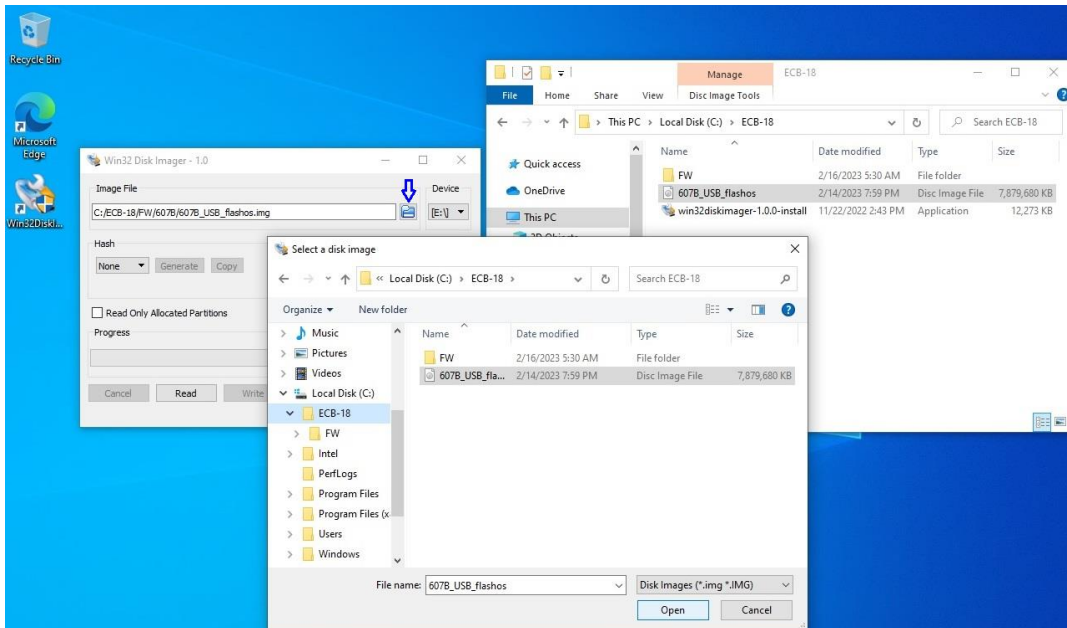 Recycle Bin
Microsoft
Edge
Win32Diskl...
Win32 Disk Imager - 1.0
Image File
Device
C:/ECB-18/FW/607B/607B_USB_flashos.img
[E:\]
Hash
None
Generate
Copy
Read Only Allocated Partitions
Progress
Cancel
Read
Write
Manage
ECB-18
File
Home
Share
View
Disc Image Tools
This PC > Local Disk (C:) > ECB-18
Search ECB-18
Name
Date modified
Type
Size
Quick access
OneDrive
This PC
FW 2/16/2023 5:30 AM File folder
607B_USB_flashos 2/14/2023 7:59 PM Disc Image File 7,879,680 KB
win32diskimager-1.0.0-install 11/22/2022 2:43 PM Application 12,273 KB
Select a disk image
« Local Disk (C:) > ECB-18 >
Search ECB-18
Organize
New folder
Music
Pictures
Videos
Local Disk (C:)
ECB-18
FW
Intel
PerfLogs
Program Files
Program Files (x
Users
Windows
Name
Date modified
Type
Size
FW 2/16/2023 5:30 AM File folder
607B_USB_fla... 2/14/2023 7:59 PM Disc Image File 7,879,680 KB
File name:
607B_USB_flashos
Disk Images (*.img *.IMG)
Open
Cancel